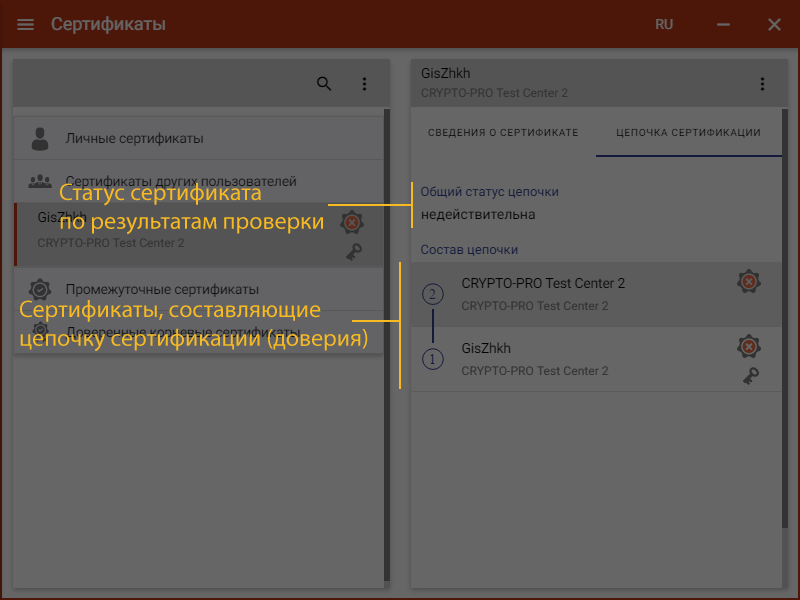 Сертификаты
RU
GisZhkh
CRYPTO-PRO Test Center 2
Личные сертификаты
Сертификаты других пользователей
GisZhkh
CRYPTO-PRO Test Center 2
Промежуточные сертификаты
Доверенные корневые сертификаты
Статус сертификата
по результатам проверки
Сертификаты, составляющие
цепочку сертификации (доверия)
СВЕДЕНИЯ О СЕРТИФИКАТЕ
ЦЕПОЧКА СЕРТИФИКАЦИИ
Общий статус цепочки
недействительна
Состав цепочки
2
CRYPTO-PRO Test Center 2
CRYPTO-PRO Test Center 2
1
GisZhkh
CRYPTO-PRO Test Center 2